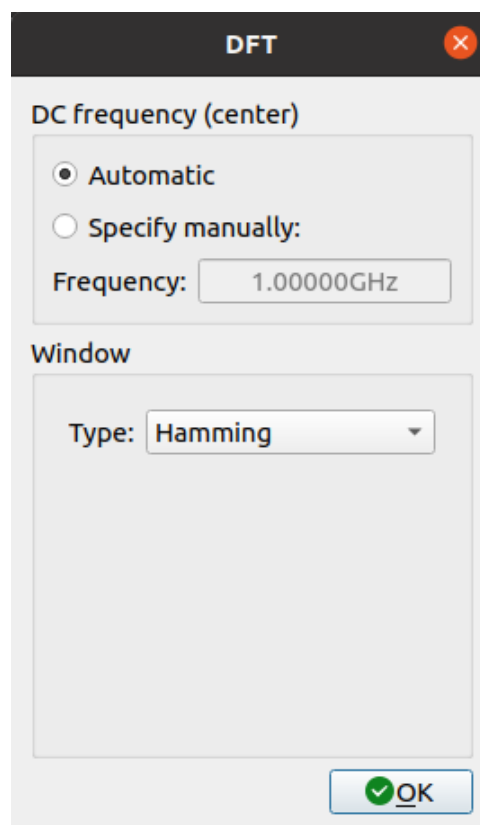 DFT
DC frequency (center)
Automatic
Specify manually:
Frequency: 1.00000GHz
Window
Type: Hamming
OK